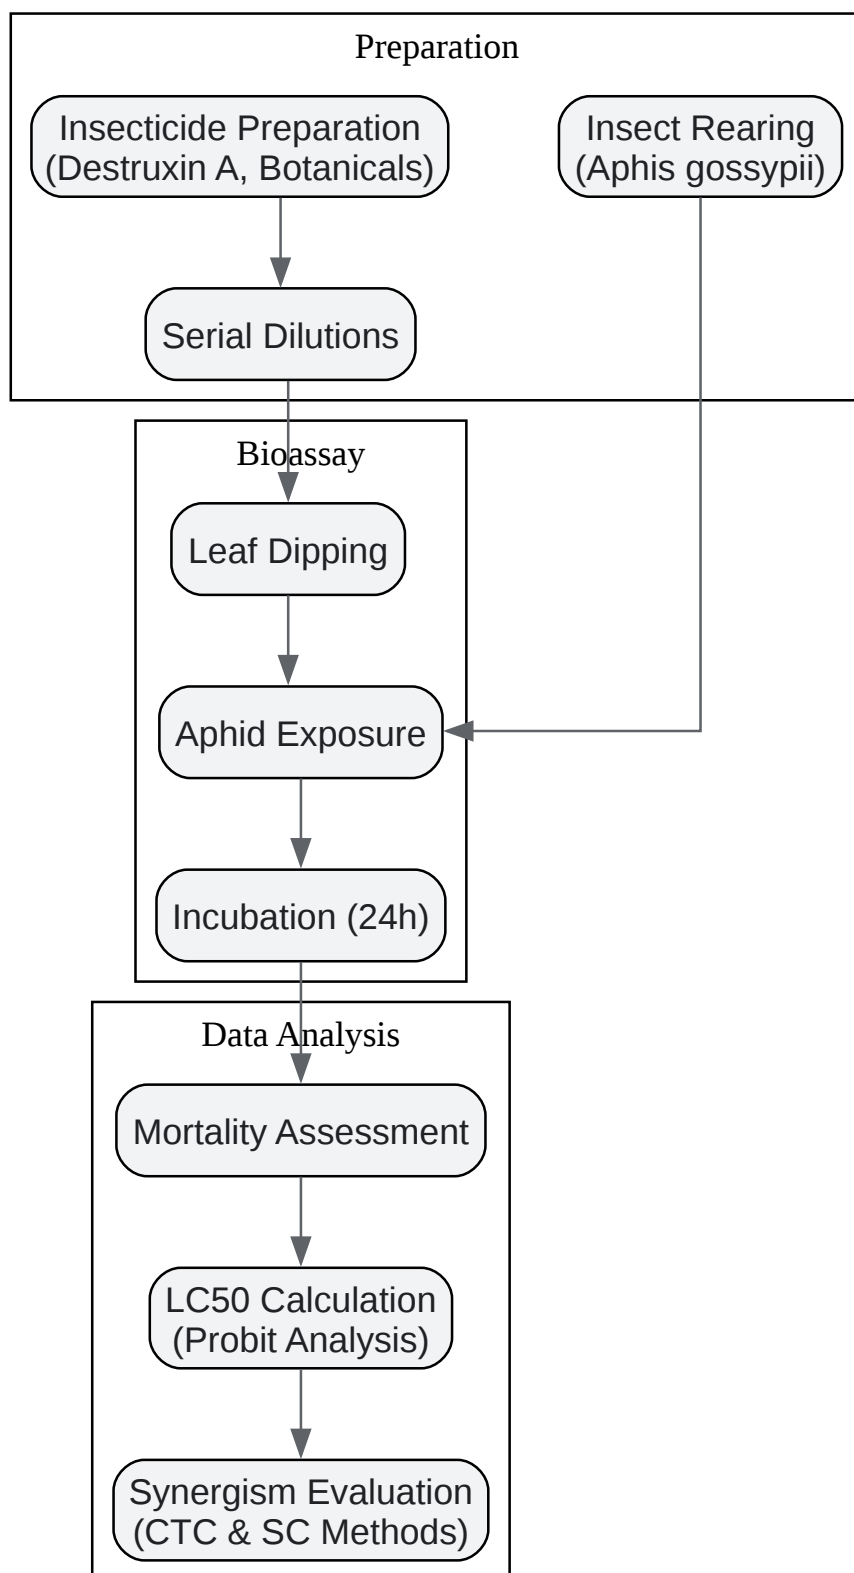 Preparation
Insecticide Preparation
(Destruxin A, Botanicals)
Insect Rearing
(Aphis gossypii)
Serial Dilutions
Bioassay
Leaf Dipping
Aphid Exposure
Incubation (24h)
Data Analysis
Mortality Assessment
LC50 Calculation
(Probit Analysis)
Synergism Evaluation
(CTC & SC Methods)